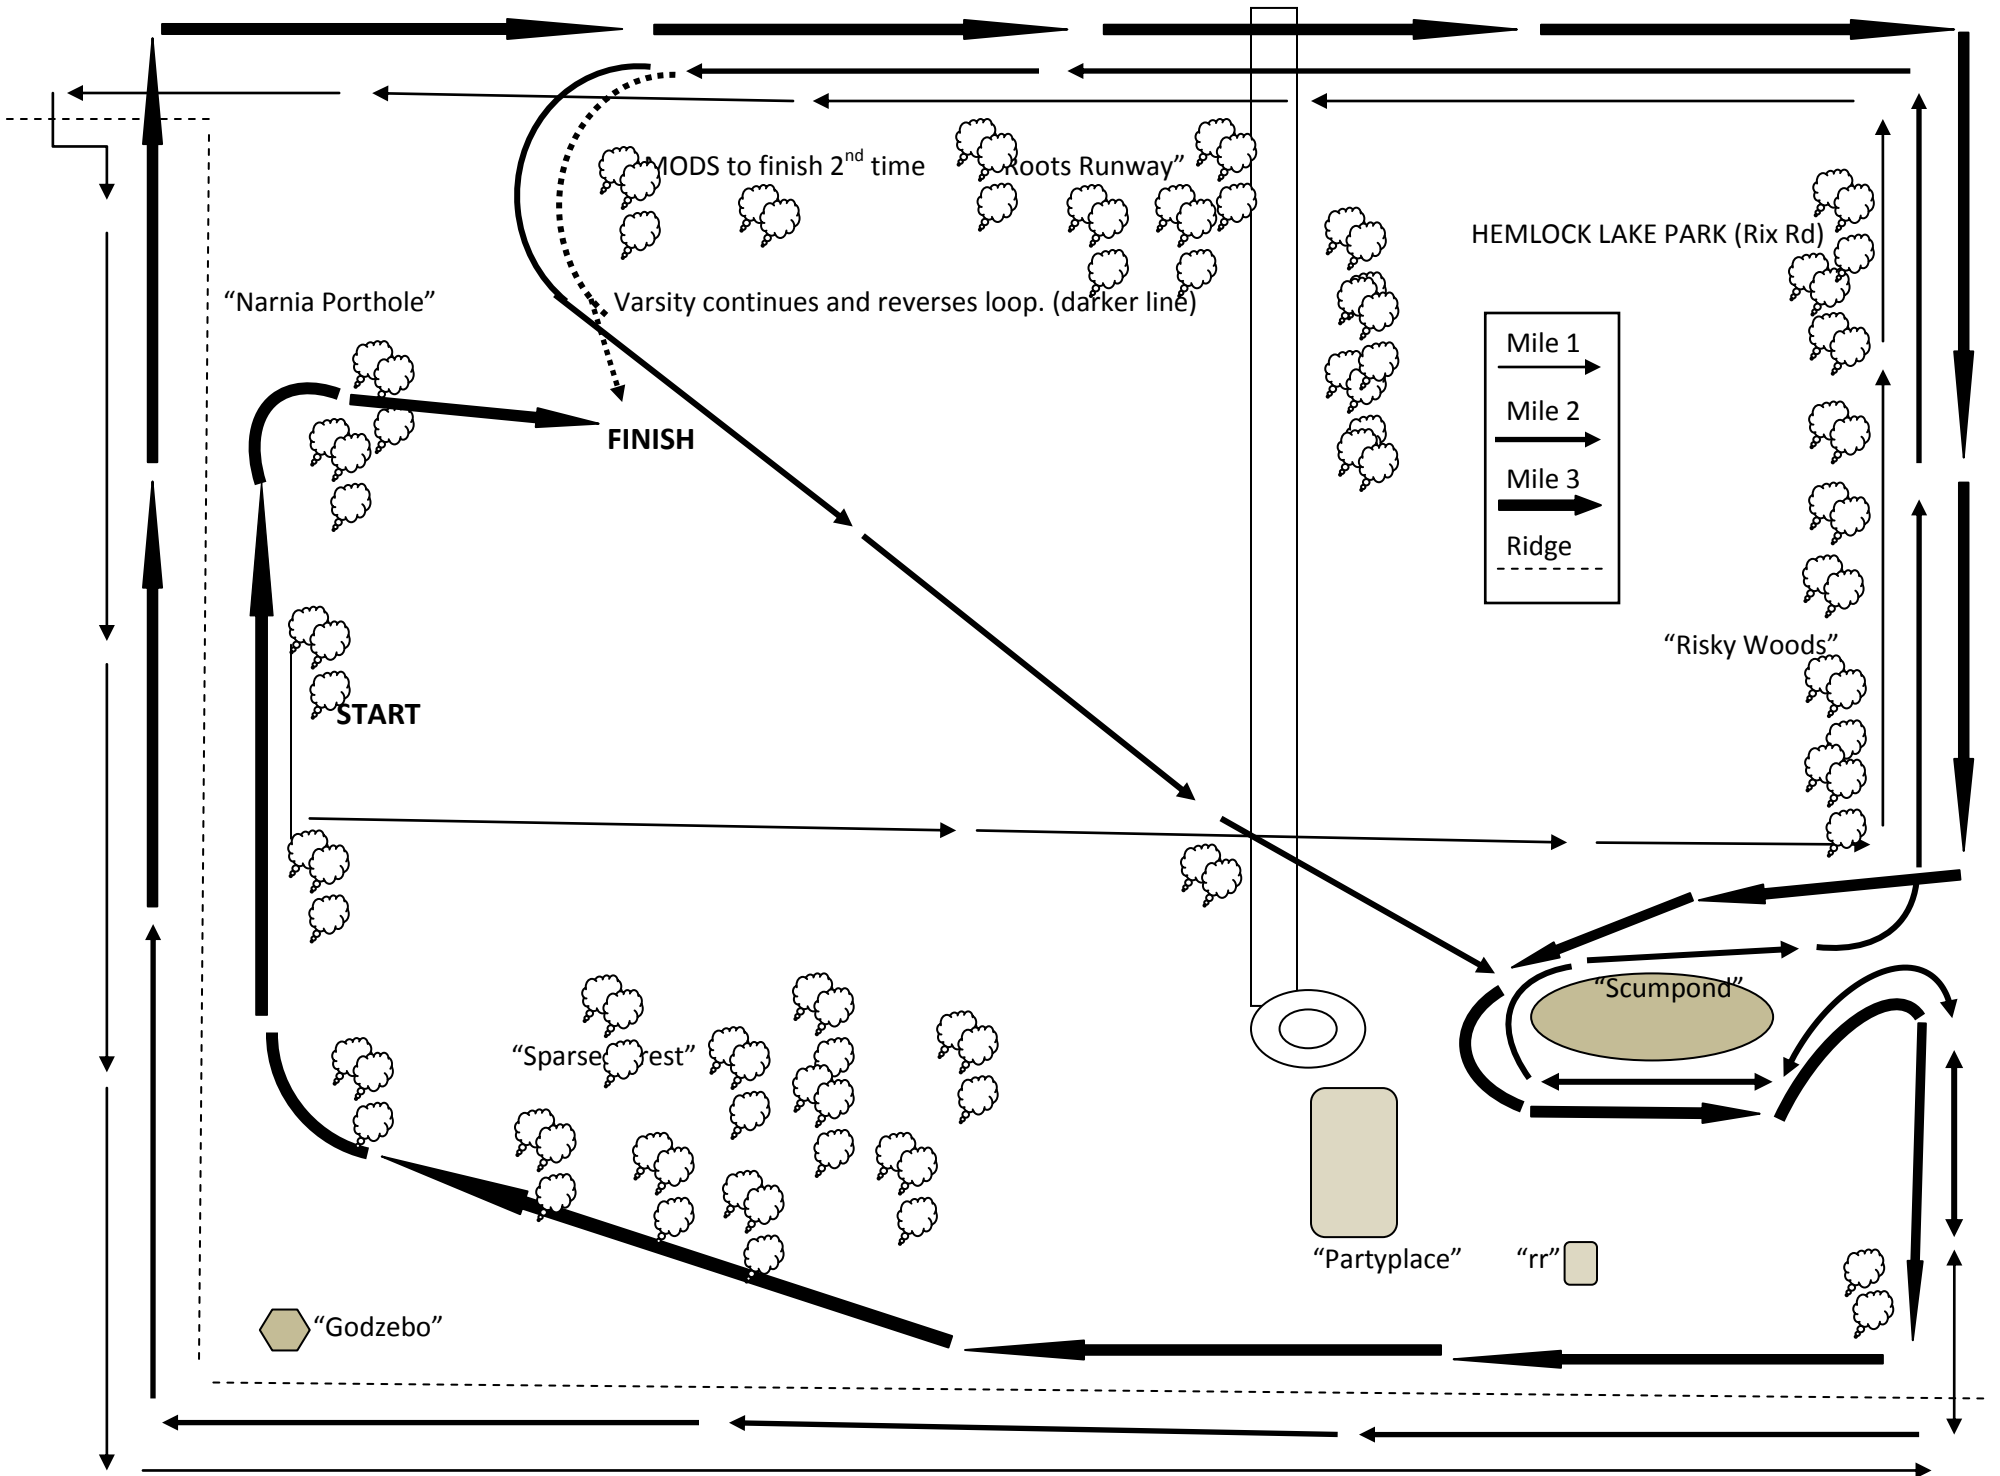 MODS to finish 2nd time
Roots Runway”
HEMLOCK LAKE PARK (Rix Rd)
“Narnia Porthole”
Varsity continues and reverses loop. (darker line)
Mile 1
Mile 2
Mile 3
Ridge
FINISH
“Risky Woods”
START
“Scumpond”
“Sparse rest”
“Partyplace”
“rr”
“Godzebo”